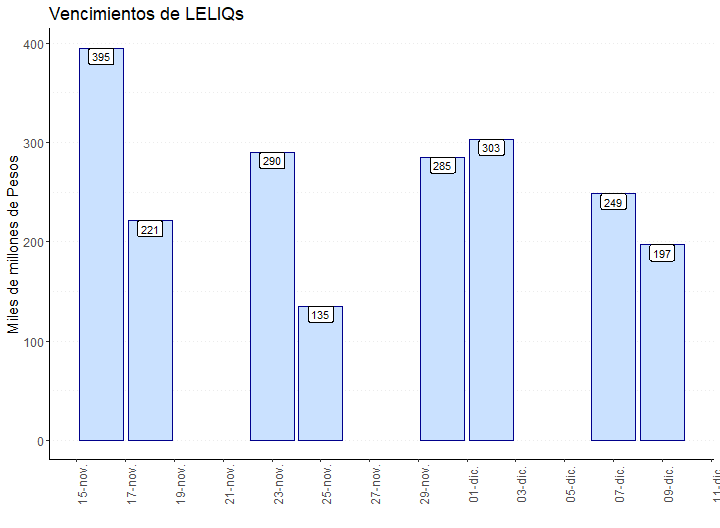 Vencimientos de LELIQs
Miles de millones de Pesos
400
300
200
100
0
395
221
290
135
285
303
249
197
15-nov.
17-nov.
19-nov.
21-nov.
23-nov.
25-nov.
27-nov.
29-nov.
01-dic.
03-dic.
05-dic.
07-dic.
09-dic.
11-dic.